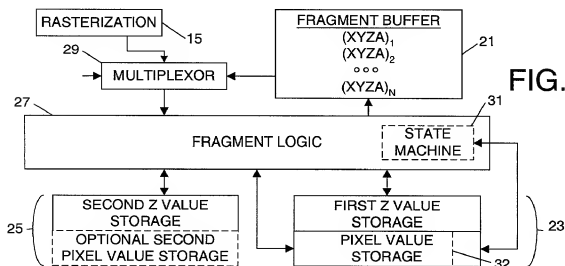 RASTERIZATION
15
29
MULTIPLEXOR
FRAGMENT BUFFER
(XYZA)1
(XYZA)2
ooo
(XYZA)N
21
FIG.
27
31
FRAGMENT LOGIC
STATE
MACHINE
25
SECOND Z VALUE
STORAGE
OPTIONAL SECOND
PIXEL VALUE STORAGE
FIRST Z VALUE
STORAGE
PIXEL VALUE
STORAGE
32
23